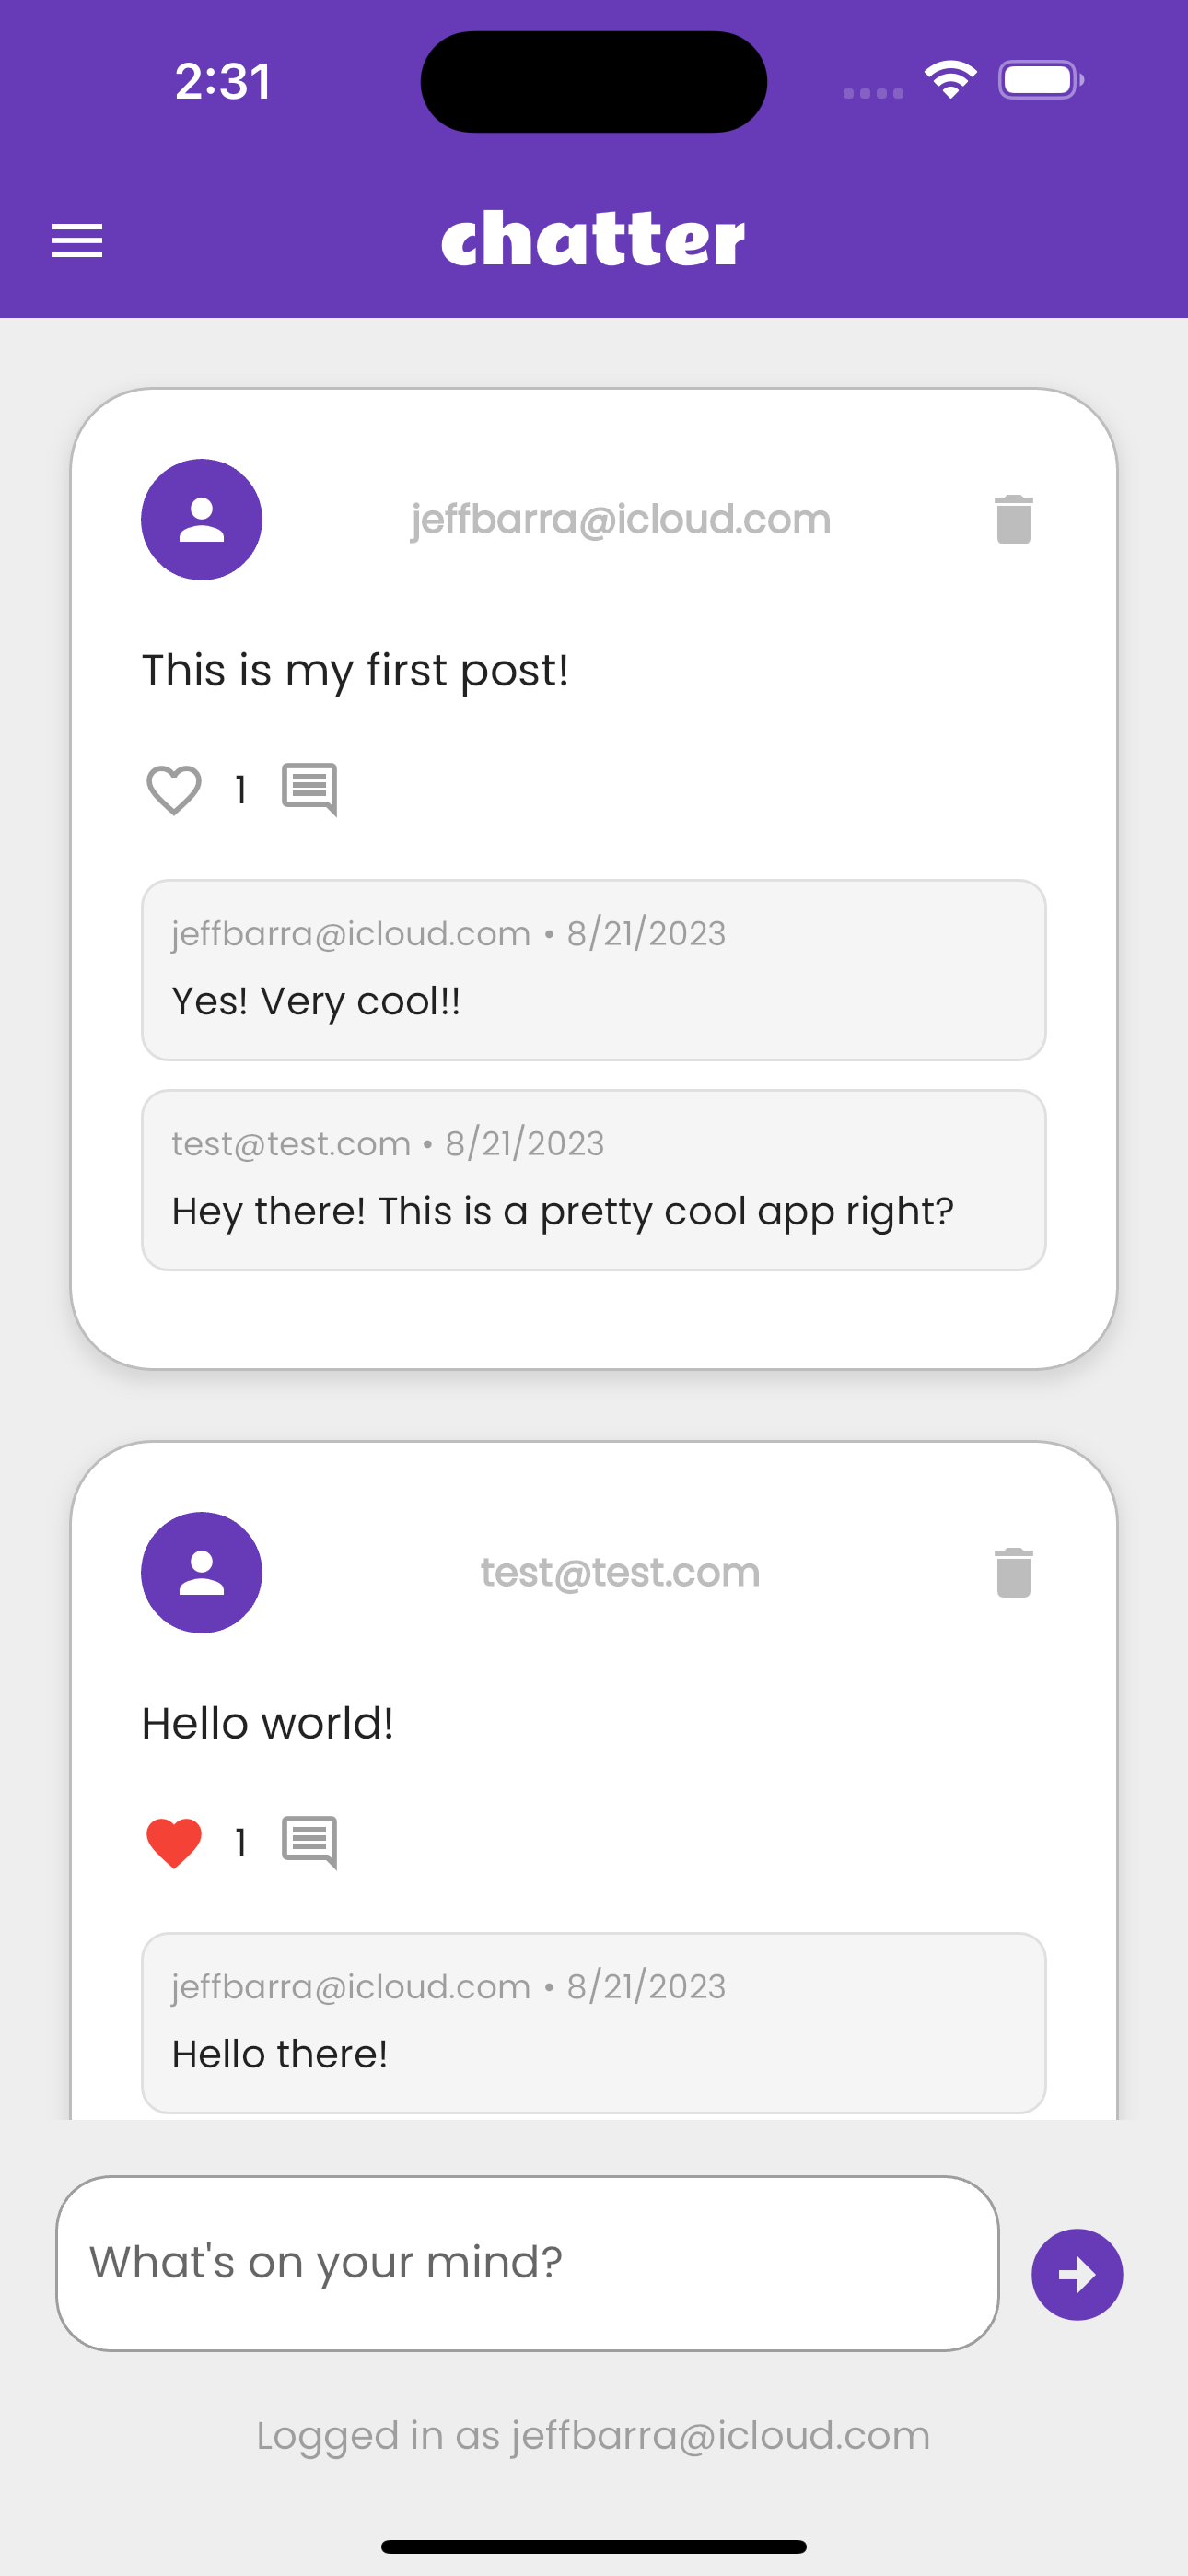 2:31
chatter
jeffbarra@icloud.com
This is my first post!
1
jeffbarra@icloud.com • 8/21/2023
Yes! Very cool!!
test@test.com • 8/21/2023
Hey there! This is a pretty cool app right?
test@test.com
Hello world!
1
jeffbarra@icloud.com • 8/21/2023
Hello there!
What's on your mind?
Logged in as jeffbarra@icloud.com